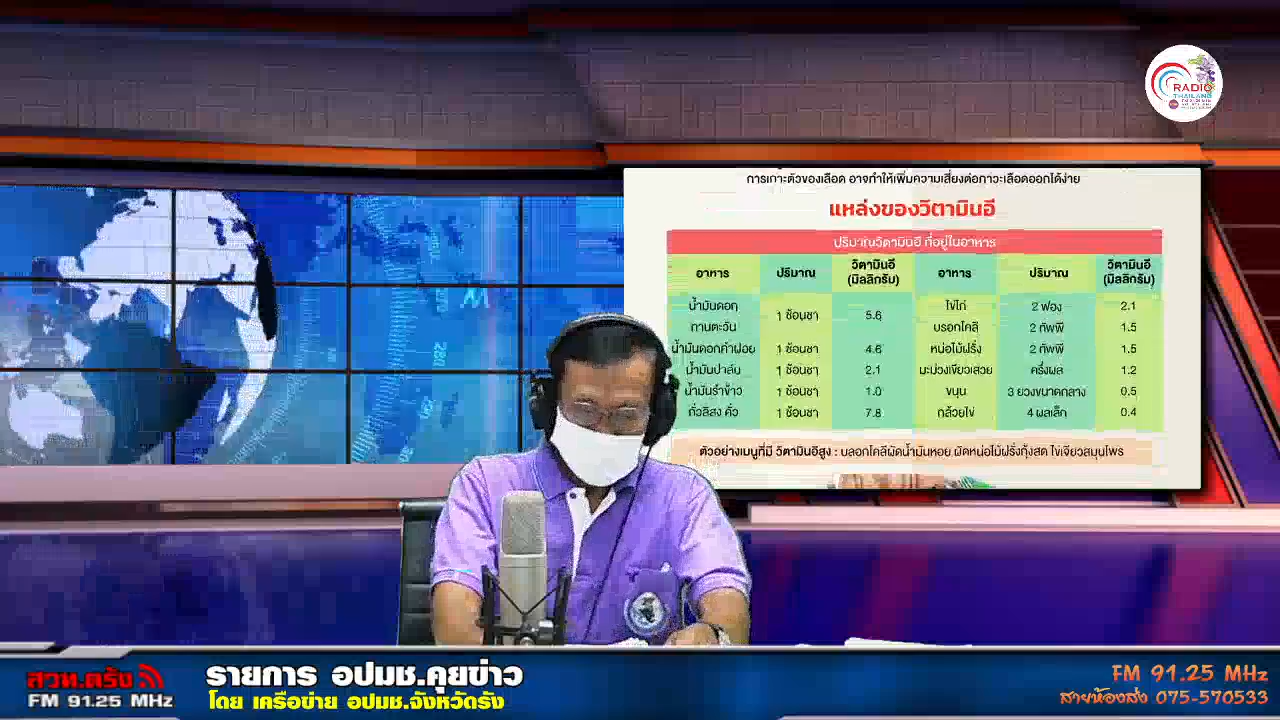 RADIO
THAILAND
การเกาะตัวของเลือด อาจทำให้เพิ่มความเสี่ยงต่อภาวะเลือดออกได้ง่าย
แหล่งของวิตามินอี
ปริมาณวิตามินอี ที่อยู่ในอาหาร
อาหาร ปริมาณ วิตามินอี (มิลลิกรัม) อาหาร ปริมาณ วิตามินอี (มิลลิกรัม)
น้ำมันดอก ไข่ไก่ 2 ฟอง 2.1
ทานตะวัน 1 ช้อนชา 5.6 บรอกโคลี 2 ทัพพี 1.5
น้ำมันดอกคำฝอย 1 ช้อนชา 4.6 หน่อไม้ฝรั่ง 2 ทัพพี 1.5
น้ำมันปาล์ม 1 ช้อนชา 2.1 มะม่วงเขียวเสวย ครึ่งผล 1.2
น้ำมันรำข้าว 1 ช้อนชา 1.0 ขนุน 3 ยวงขนาดกลาง 0.5
ถั่วลิสง คั่ว 1 ช้อนชา 7.8 กล้วยไข่ 4 ผลเล็ก 0.4
ตัวอย่างเมนูที่มี วิตามินอีสูง : บลอกโคลีผัดน้ำมันหอย ผัดหน่อไม้ฝรั่งกุ้งสด ไข่เจียวสมุนไพร
สวท.ตรัง
FM 91.25 MHz
รายการ อปมช.คุยข่าว
โดย เครือข่าย อปมช.จังหวัดรัง
FM 91.25 MHz
สายห้องส่ง 075-570533